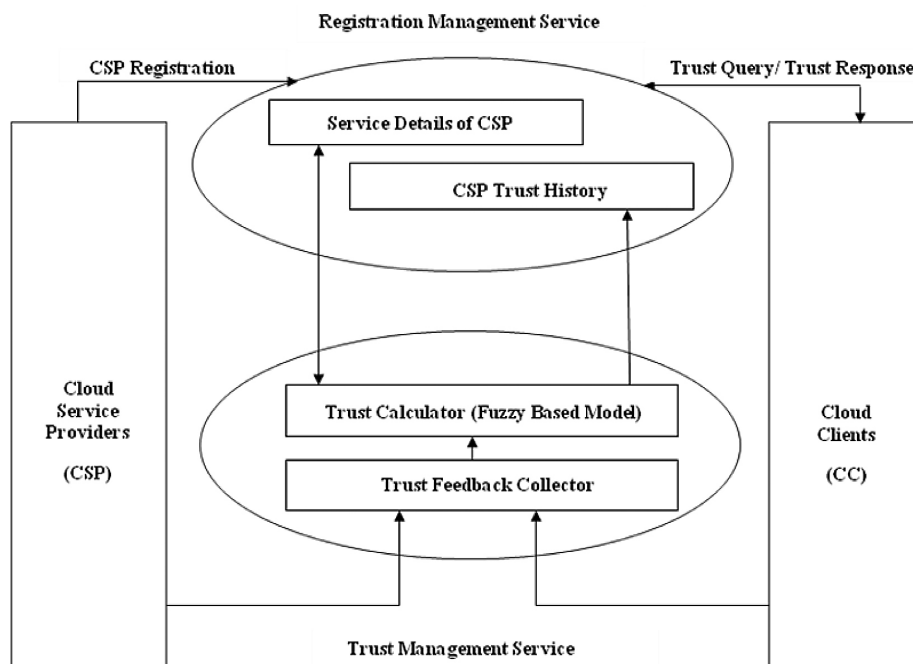 Registration Management Service
CSP Registration
Trust Query/ Trust Response
Service Details of CSP
CSP Trust History
Cloud
Service
Providers
(CSP)
Trust Calculator (Fuzzy Based Model)
Trust Feedback Collector
Cloud
Clients
(CC)
Trust Management Service